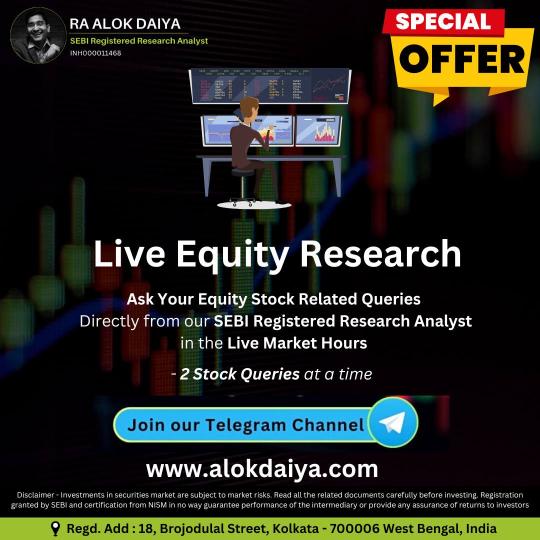 RA ALOK DAIYA
SEBI Registered Research Analyst
INH000011468
SPECIAL
OFFER
Live Equity Research
Ask Your Equity Stock Related Queries
Directly from our SEBI Registered Research Analyst
in the Live Market Hours
- 2 Stock Queries at a time
Join our Telegram Channel
www.alokdaiya.com
Disclaimer - Investments in securities market are subject to market risks. Read all the related documents carefully before investing. Registration
granted by SEBI and certification from NISM in no way guarantee performance of the intermediary or provide any assurance of returns to investors
Regd. Add : 18, Brojodulal Street, Kolkata - 700006 West Bengal, India